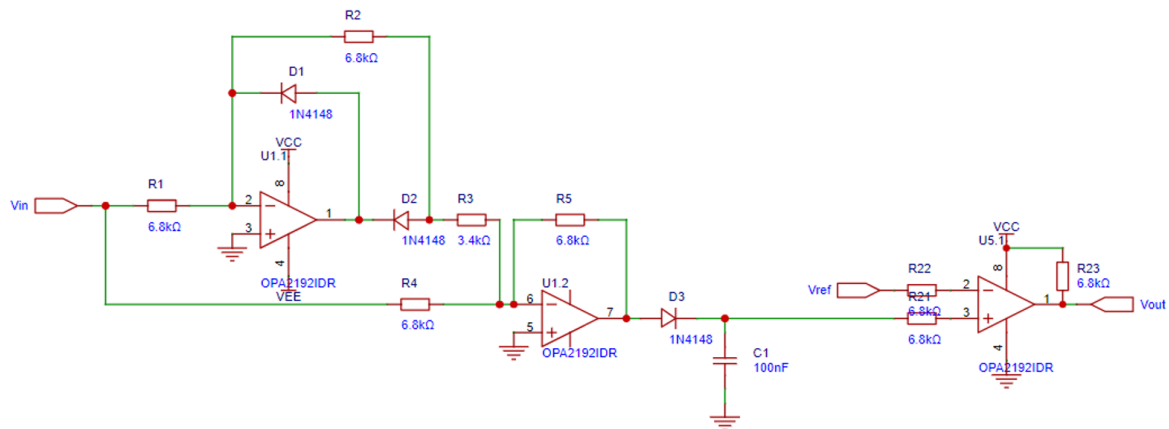 R2
6.8kΩ
D1
1N4148
VCC
U1.1
8
R1
2
1
D2
R3
R5
Vin
6.8kΩ
3
1N4148
3.4kΩ
6.8kΩ
4
OPA2192IDR
VEE
R4
U1.2
6.8kΩ
6
7
5
OPA2192IDR
D3
1N4148
C1
100nF
VCC
U5.1
8
R22
R23
6.8kΩ
Vref
2
R21
6.8kΩ
1
Vout
3
6.8kΩ
4
OPA2192IDR